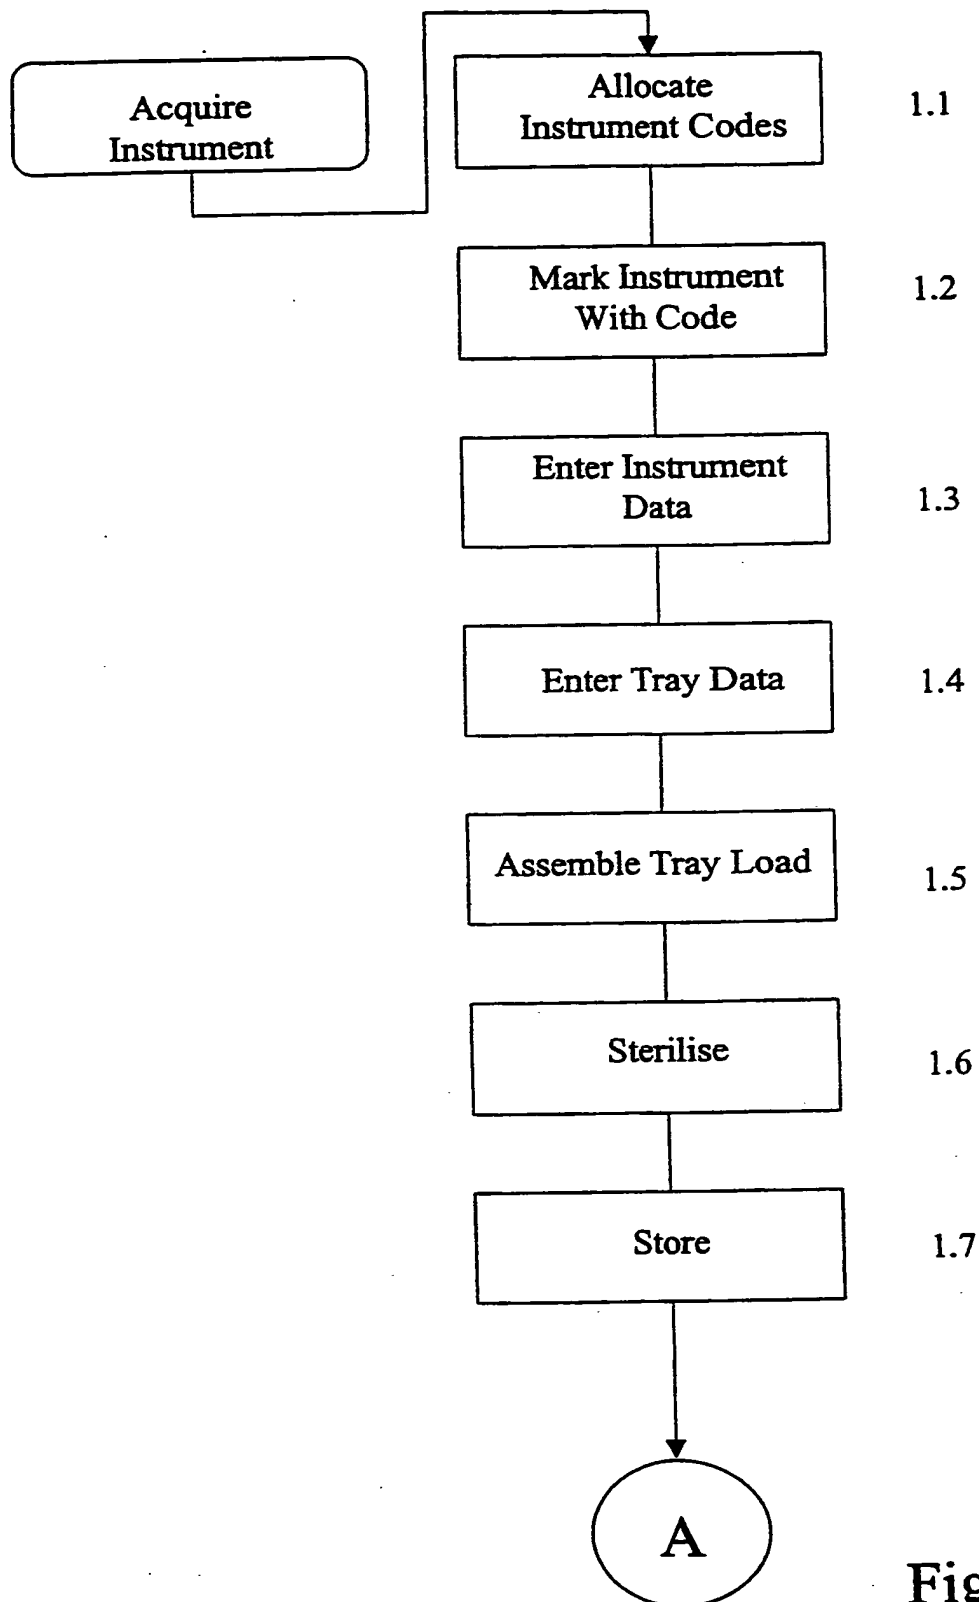 Acquire
Instrument
Allocate
Instrument Codes
1.1
Mark Instrument
With Code
1.2
Enter Instrument
Data
1.3
Enter Tray Data
1.4
Assemble Tray Load
1.5
Sterilise
1.6
Store
1.7
A
Fig